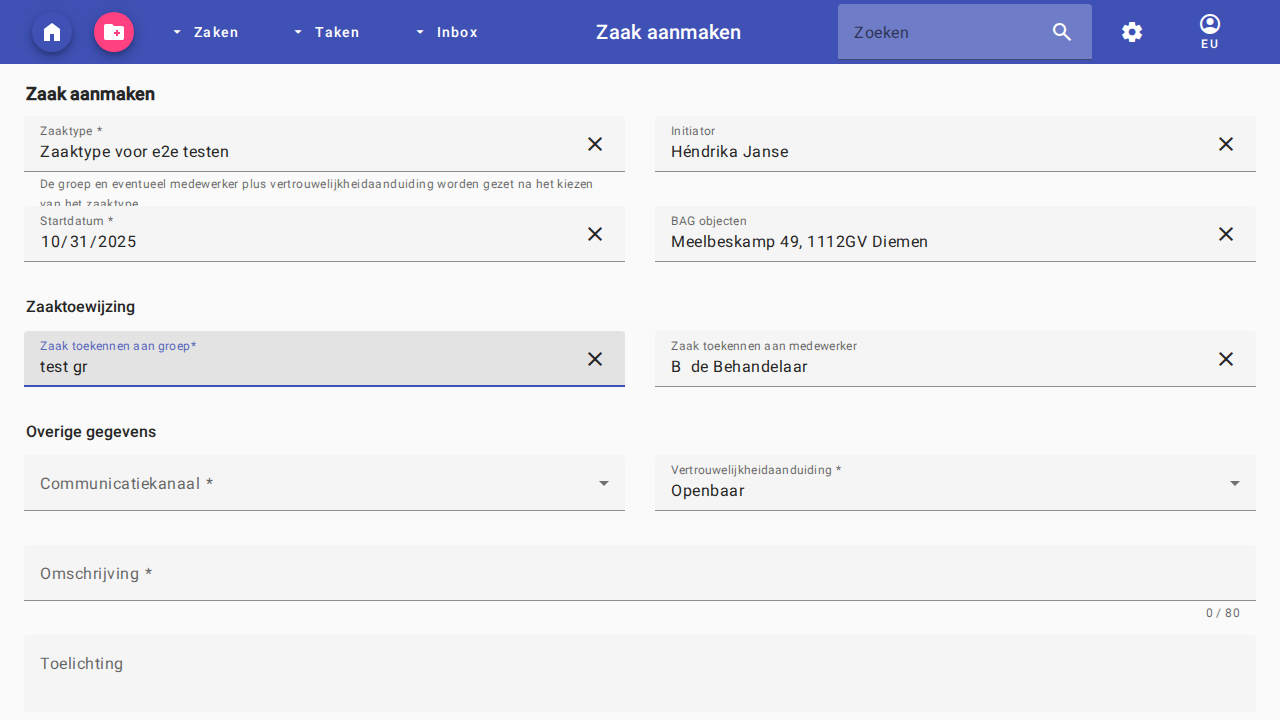 Zaken
Taken
Inbox
Zaak aanmaken
Zoeken
EU
Zaak aanmaken
Zaaktype *
Zaaktype voor e2e testen
Initiator
Héndrika Janse
De groep en eventueel medewerker plus vertrouwelijkheidaanduiding worden gezet na het kiezen
van het zaaktype
Startdatum *
10/31/2025
BAG objecten
Meelbeskamp 49, 1112GV Diemen
Zaaktoewijzing
Zaak toekennen aan groep*
test gr
Zaak toekennen aan medewerker
B  de Behandelaar
Overige gegevens
Communicatiekanaal *
Vertrouwelijkheidaanduiding *
Openbaar
Omschrijving *
0 / 80
Toelichting